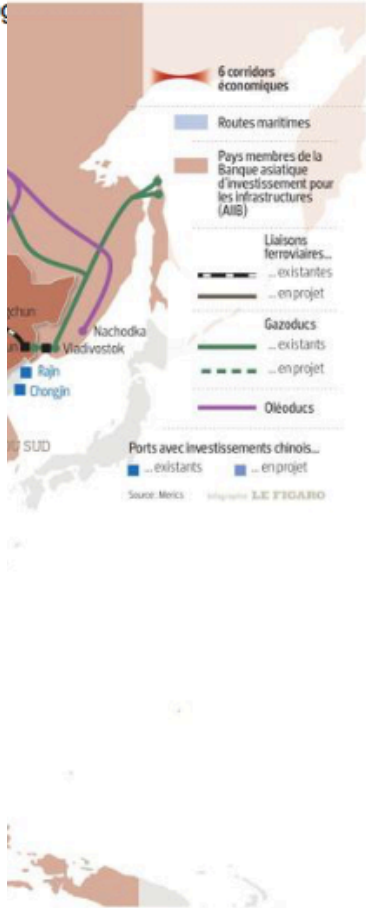 6 corridors
économiques
Routes maritimes
Pays membres de la
Banque asiatique
d'investissement pour
les infrastructures
(AIIB)
Liaisons
ferroviaires...
... existantes
... en projet
Gazoducs
... existants
... en projet
Oléoducs
Nachodka
Vladivostok
Rajin
Chongjin
SUD
Ports avec investissements chinois...
... existants
... en projet
Source: Merics
Infographie LE FIGARO